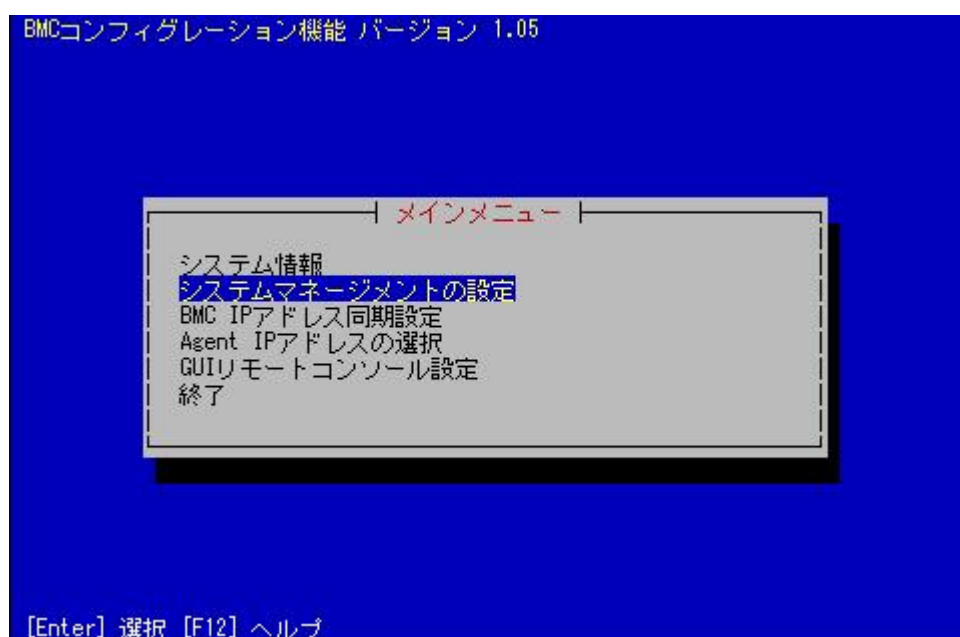 BMCコンフィグレーション機能 バージョン 1.05
メインメニュー
システム情報
システムマネージメントの設定
BMC IPアドレス同期設定
Agent IPアドレスの選択
GUIリモートコンソール設定
終了
[Enter] 選択 [F12] ヘルプ